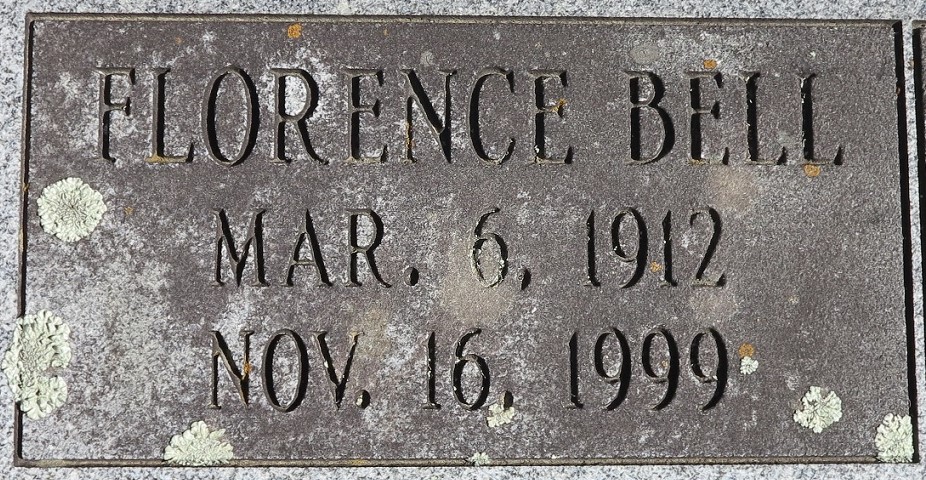 FLORENCE BELL
MAR. 6, 1912
NOV. 16, 1999